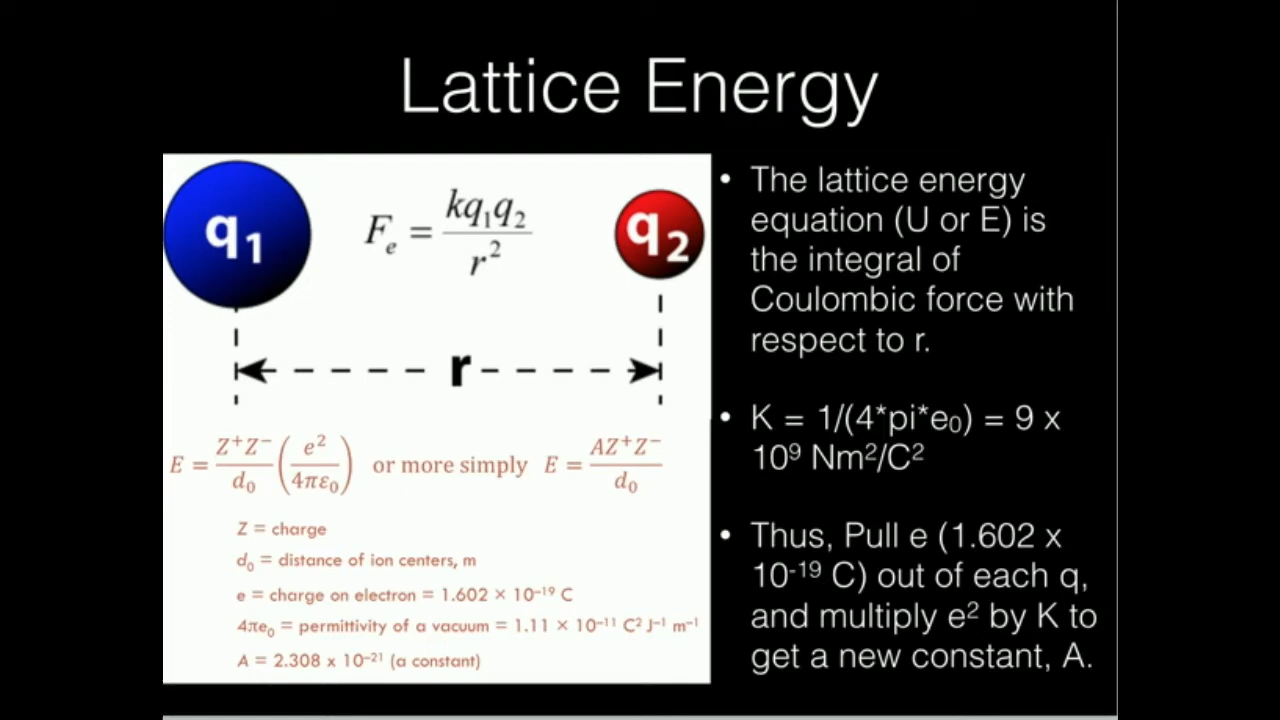 Lattice Energy
q₁
Fₑ = kq₁q₂ / r²
q₂
r
E = Z⁺Z⁻ / d₀ (e² / 4πε₀) or more simply E = AZ⁺Z⁻ / d₀
Z = charge
d₀ = distance of ion centers, m
e = charge on electron = 1.602 × 10⁻¹⁹ C
4πe₀ = permittivity of a vacuum = 1.11 × 10⁻¹¹ C² J⁻¹ m⁻¹
A = 2.308 x 10⁻²¹ (a constant)
• The lattice energy
equation (U or E) is
the integral of
Coulombic force with
respect to r.
• K = 1/(4*pi*e₀) = 9 x
10⁹ Nm²/C²
• Thus, Pull e (1.602 x
10⁻¹⁹ C) out of each q,
and multiply e² by K to
get a new constant, A.